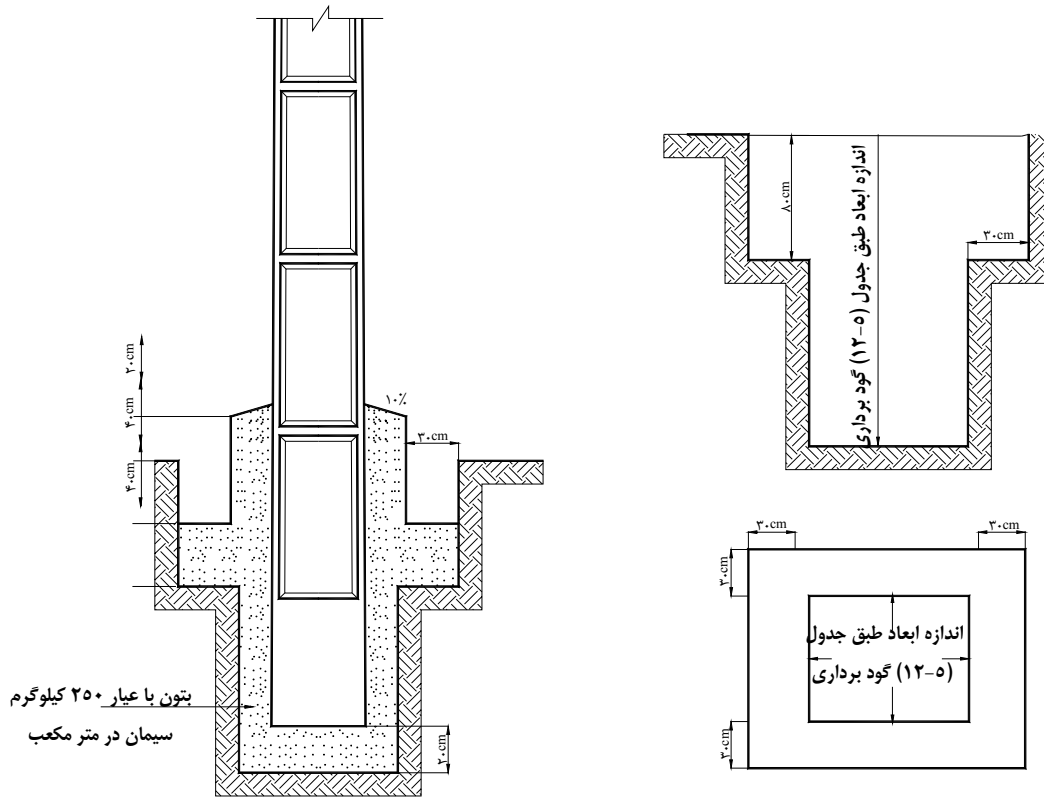 ۲۰cm
۴۰cm
۴۰cm
۱۰٪
۳۰cm
بتون با عیار ۲۵۰ کیلوگرم
سیمان در متر مکعب
۲۰cm
۸۰cm
اندازه ابعاد طبق جدول (۵-۱۲) گود برداری
۳۰cm
۳۰cm
۳۰cm
۳۰cm
اندازه ابعاد طبق جدول
(۵-۱۲) گود برداری
۳۰cm